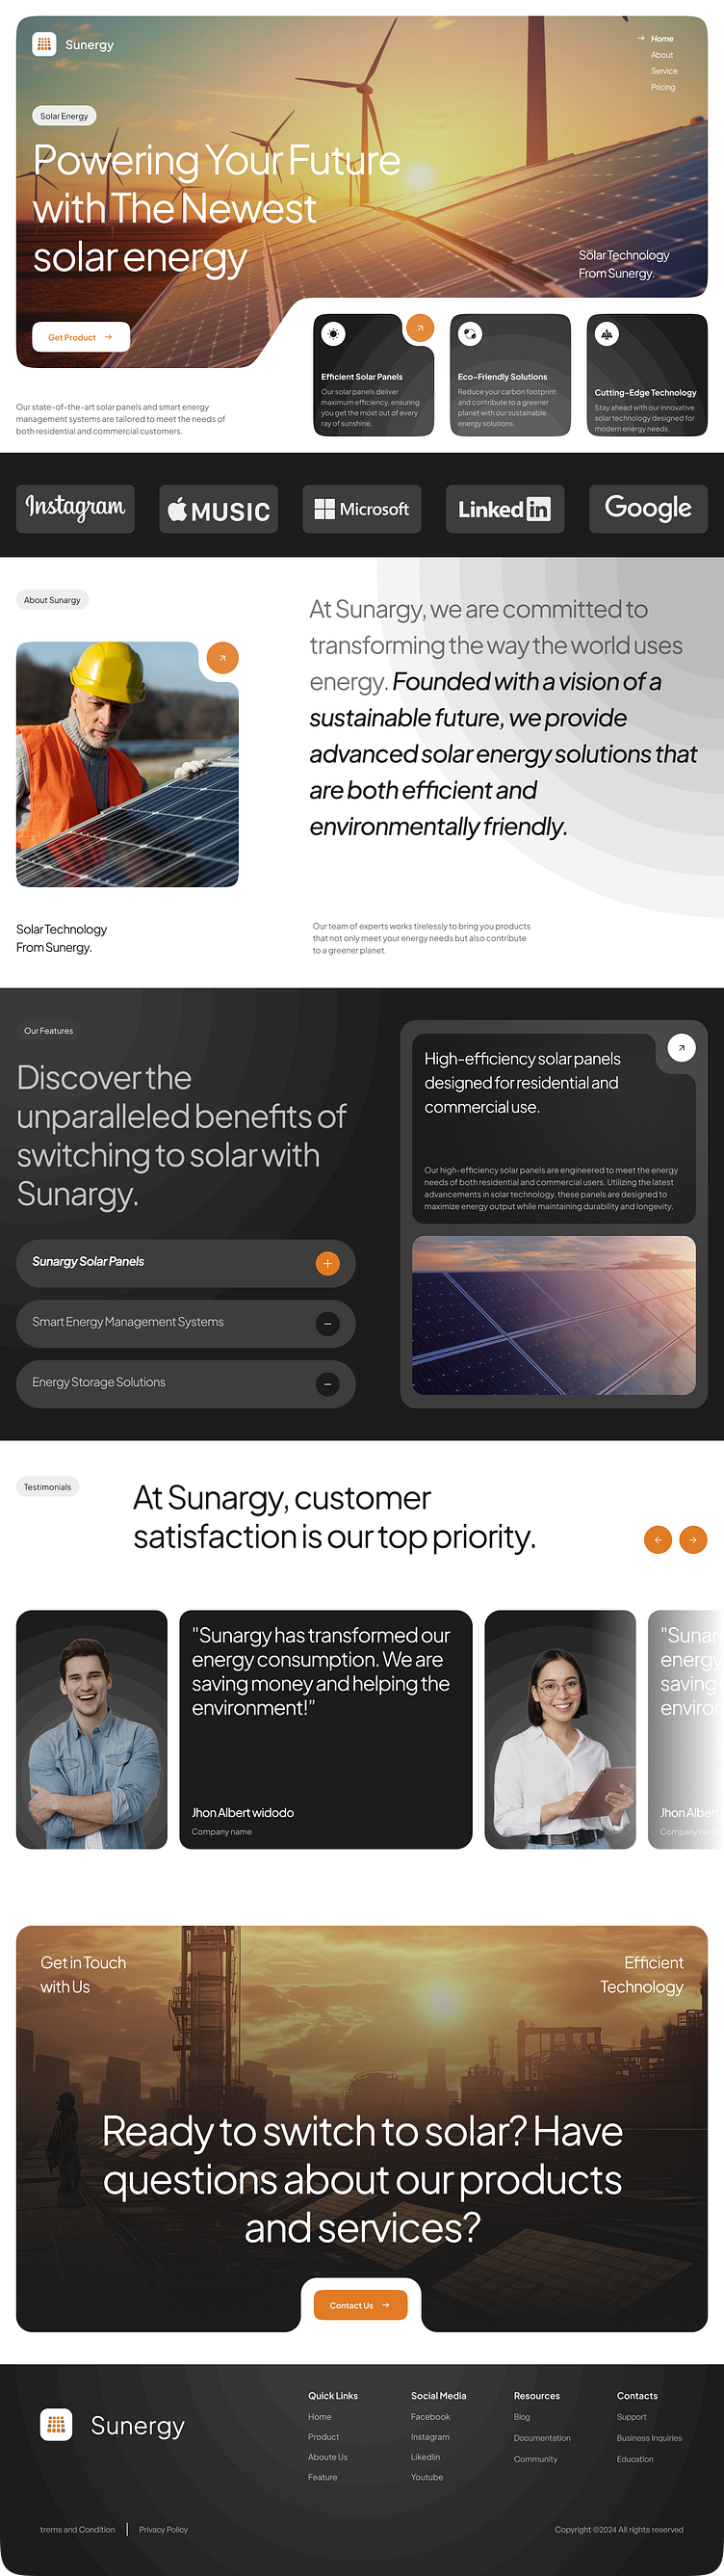 Sunergy
Home
About
Service
Pricing
Solar Energy
Powering Your Future
with The Newest
solar energy
Solar Technology
From Sunergy.
Get Product
Our state-of-the-art solar panels and smart energy
management systems are tailored to meet the needs of
both residential and commercial customers.
Efficient Solar Panels
Our solar panels deliver
maximum efficiency, ensuring
you get the most out of every
ray of sunshine.
Eco-Friendly Solutions
Reduce your carbon footprint
and contribute to a greener
planet with our sustainable
energy solutions.
Cutting-Edge Technology
Stay ahead with our innovative
solar technology designed for
modern energy needs.
Instagram
MUSIC
Microsoft
Linked in
Google
About Sunargy
At Sunargy, we are committed to
transforming the way the world uses
energy. Founded with a vision of a
sustainable future, we provide
advanced solar energy solutions that
are both efficient and
environmentally friendly.
Solar Technology
From Sunergy.
Our team of experts works tirelessly to bring you products
that not only meet your energy needs but also contribute
to a greener planet.
Our Features
Discover the
unparalleled benefits of
switching to solar with
Sunargy.
Sunargy Solar Panels
Smart Energy Management Systems
Energy Storage Solutions
High-efficiency solar panels
designed for residential and
commercial use.
Our high-efficiency solar panels are engineered to meet the energy
needs of both residential and commercial users. Utilizing the latest
advancements in solar technology, these panels are designed to
maximize energy output while maintaining durability and longevity.
Testimonials
At Sunargy, customer
satisfaction is our top priority.
"Sunargy has transformed our
energy consumption. We are
saving money and helping the
environment!”
Jhon Albert widodo
Company name
"Sunar
energy
saving
enviror
Jhon Albert
Company name
Get in Touch
with Us
Efficient
Technology
Ready to switch to solar? Have
questions about our products
and services?
Contact Us
Sunergy
Quick Links
Home
Product
Aboute Us
Feature
Social Media
Facebook
Instagram
Likedlin
Youtube
Resources
Blog
Documentation
Community
Contacts
Support
Business Inquiries
Education
trems and Condition
Privacy Policy
Copyright ©2024 All rights reserved